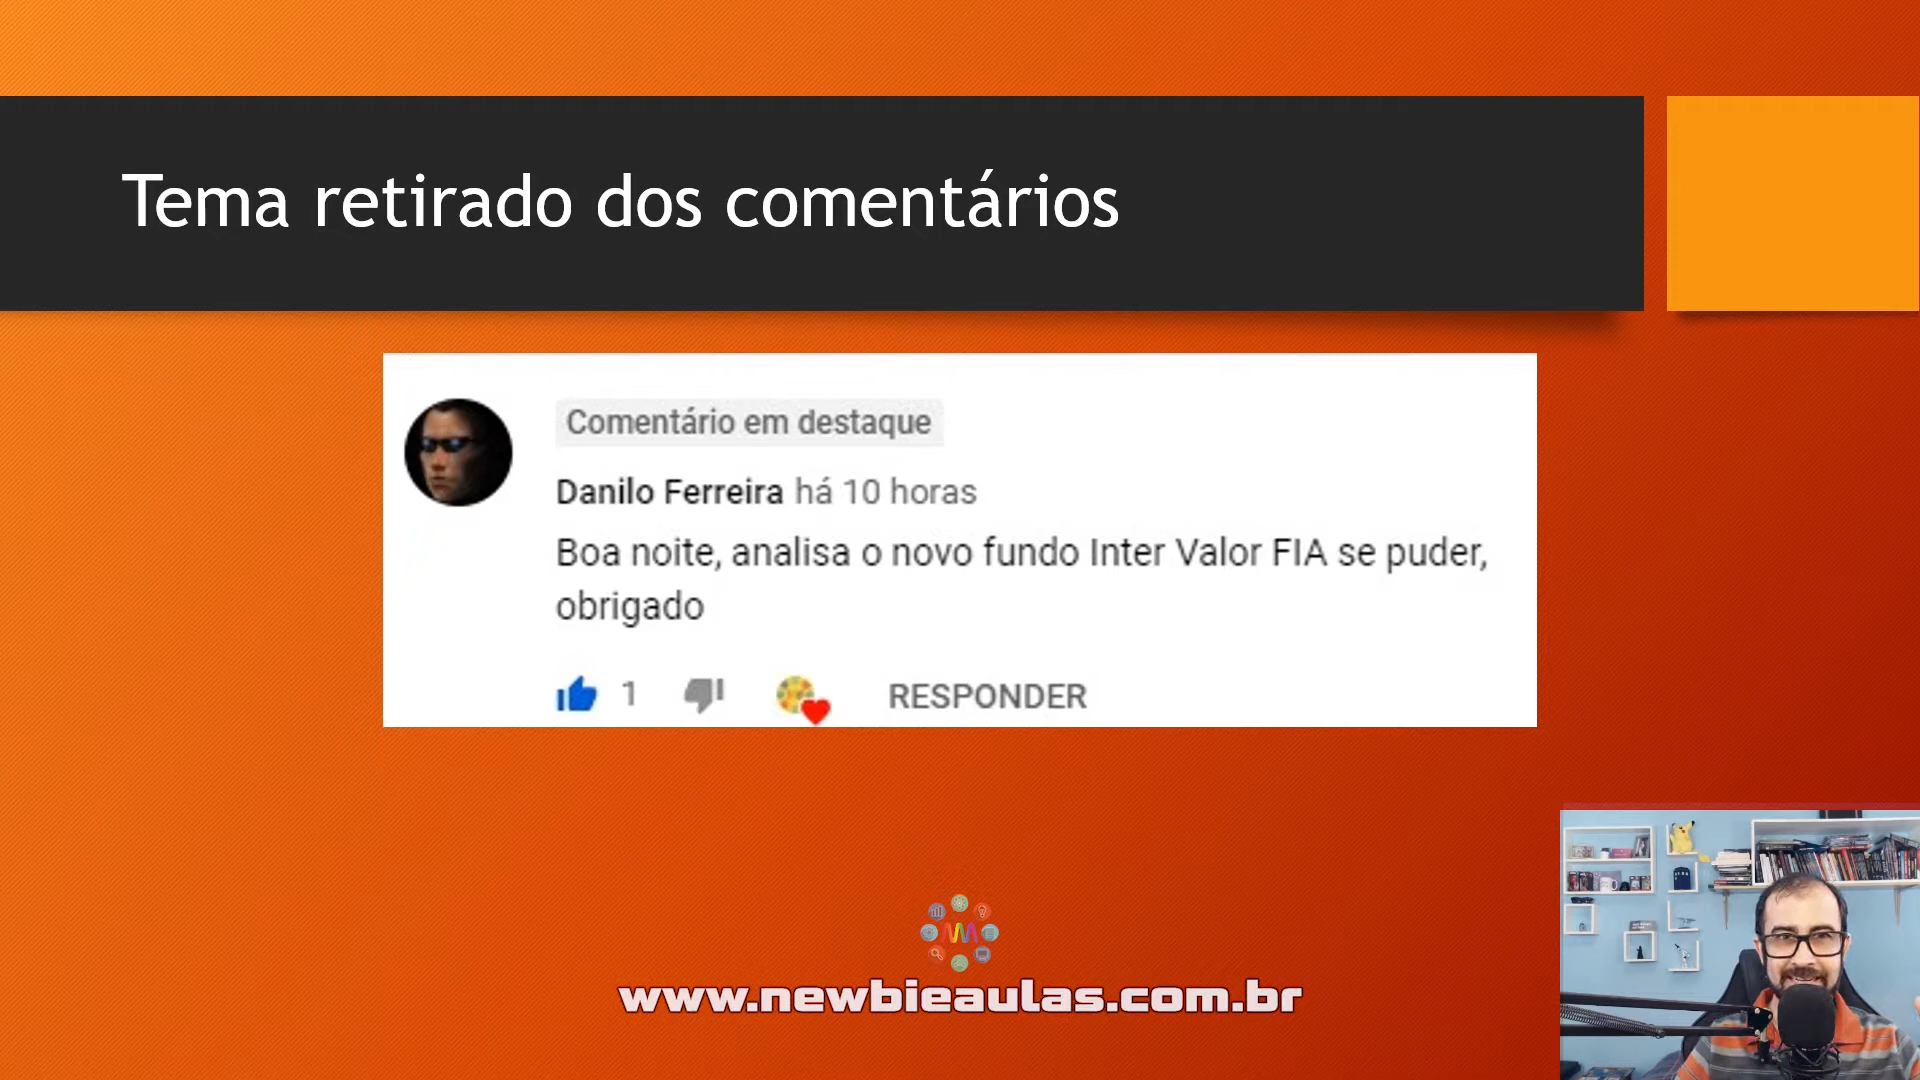 Tema retirado dos comentários
Comentário em destaque
Danilo Ferreira há 10 horas
Boa noite, analisa o novo fundo Inter Valor FIA se puder,
obrigado
1
RESPONDER
www.newbieaulas.com.br